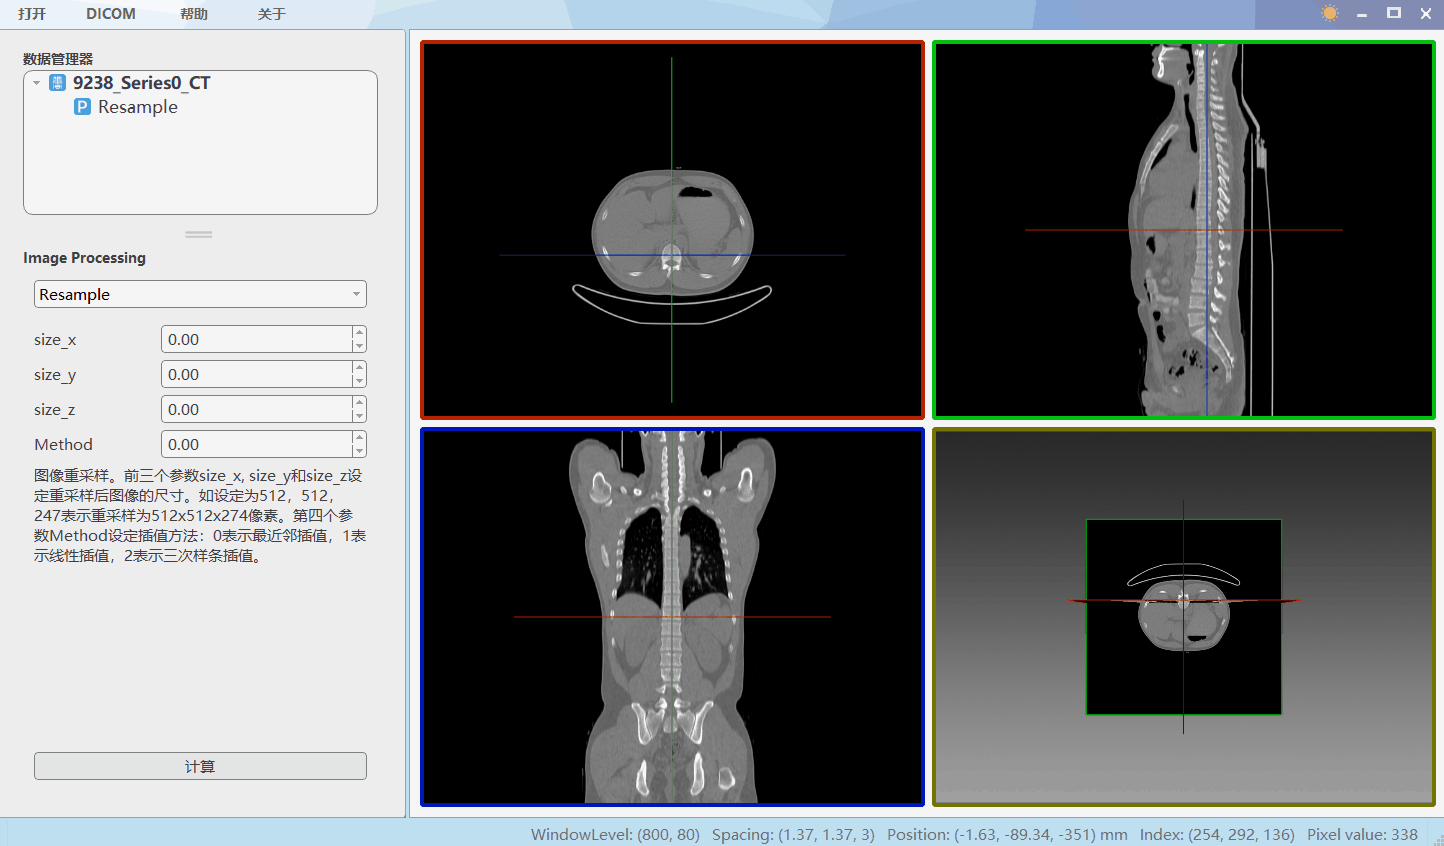 打开 DICOM 帮助 关于
数据管理器
9238_Series0_CT
P Resample
Image Processing
Resample
size_x 0.00
size_y 0.00
size_z 0.00
Method 0.00
图像重采样。前三个参数size_x, size_y和size_z设
定重采样后图像的尺寸。如设定为512，512，
247表示重采样为512x512x274像素。第四个参
数Method设定插值方法：0表示最近邻插值，1表
示线性插值，2表示三次样条插值。
计算
WindowLevel: (800, 80) Spacing: (1.37, 1.37, 3) Position: (-1.63, -89.34, -351) mm Index: (254, 292, 136) Pixel value: 338